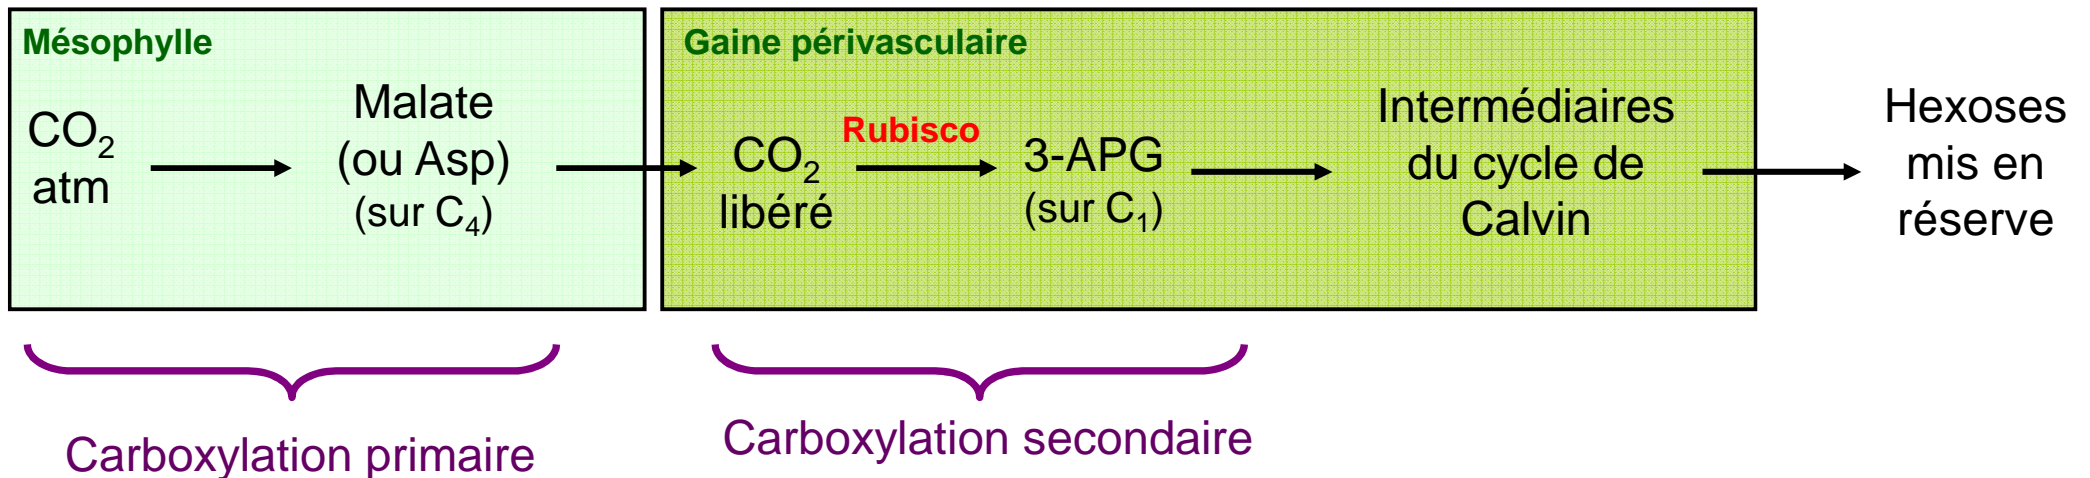 Mésophylle
CO₂
atm
Malate
(ou Asp)
(sur C₄)
Gaine périvasculaire
CO₂
libéré
Rubisco
3-APG
(sur C₁)
Intermédiaires
du cycle de
Calvin
Hexoses
mis en
réserve
Carboxylation primaire
Carboxylation secondaire